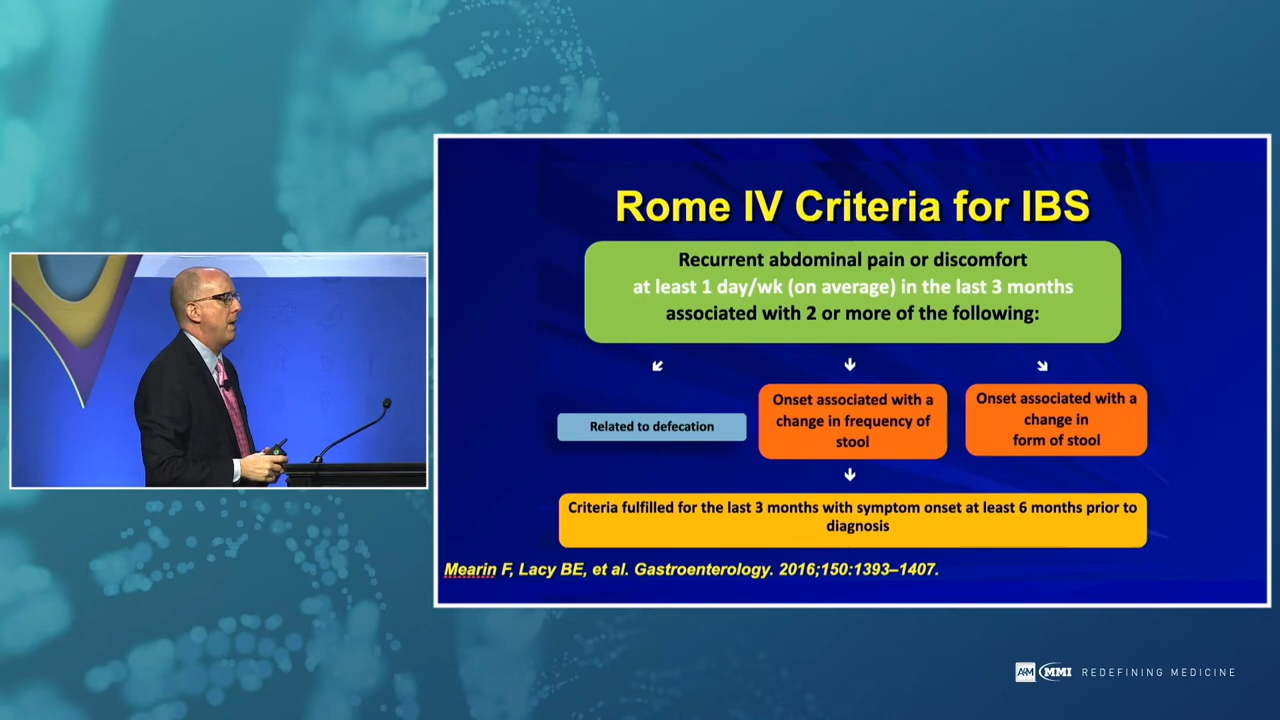 Rome IV Criteria for IBS
Recurrent abdominal pain or discomfort
at least 1 day/wk (on average) in the last 3 months
associated with 2 or more of the following:
Related to defecation
Onset associated with a
change in frequency of
stool
Onset associated with a
change in
form of stool
Criteria fulfilled for the last 3 months with symptom onset at least 6 months prior to
diagnosis
Mearin F, Lacy BE, et al. Gastroenterology. 2016;150:1393–1407.
A4M MMI REDEFINING MEDICINE